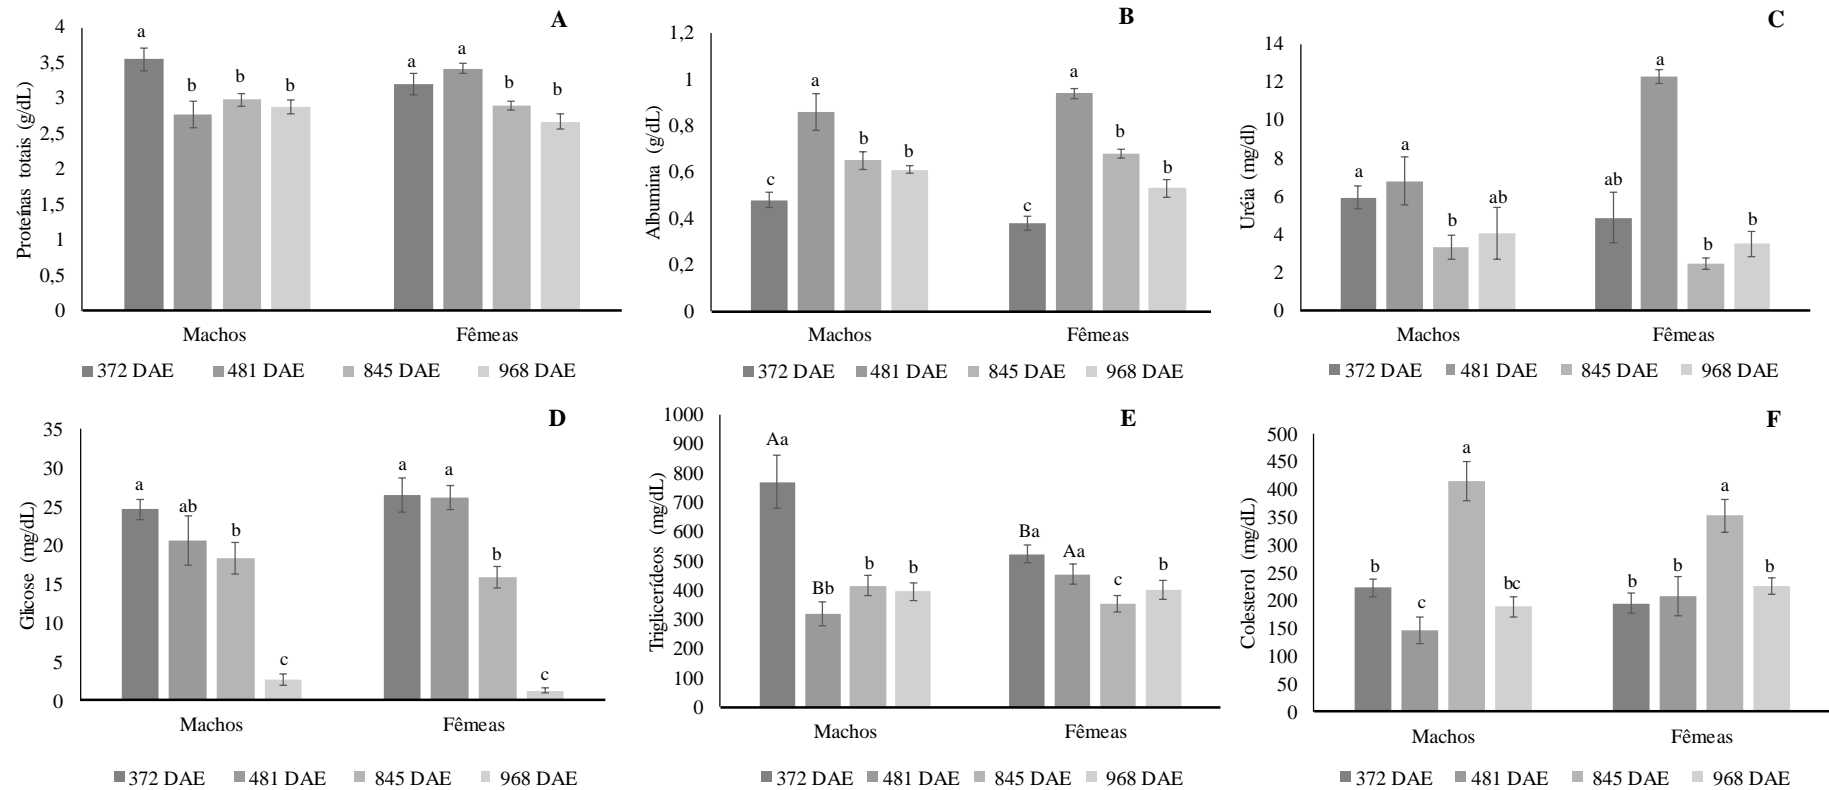 A
Proteínas totais (g/dL)
4
3,5
3
2,5
2
1,5
1
0,5
0
a
b
b
b
a
a
b
b
Machos Fêmeas
372 DAE 481 DAE 845 DAE 968 DAE
B
Albumina (g/dL)
1,2
1
0,8
0,6
0,4
0,2
0
c
a
b
b
c
a
b
b
Machos Fêmeas
372 DAE 481 DAE 845 DAE 968 DAE
C
Uréia (mg/dl)
14
12
10
8
6
4
2
0
a
a
b
ab
ab
a
b
b
Machos Fêmeas
372 DAE 481 DAE 845 DAE 968 DAE
D
Glicose (mg/dL)
35
30
25
20
15
10
5
0
a
ab
b
c
a
a
b
c
Machos Fêmeas
372 DAE 481 DAE 845 DAE 968 DAE
E
Triglicerídeos (mg/dL)
1000
900
800
700
600
500
400
300
200
100
0
Aa
Bb
b
b
Ba
Aa
c
b
Machos Fêmeas
372 DAE 481 DAE 845 DAE 968 DAE
F
Colesterol (mg/dL)
500
450
400
350
300
250
200
150
100
50
0
b
c
a
bc
b
b
a
b
Machos Fêmeas
372 DAE 481 DAE 845 DAE 968 DAE